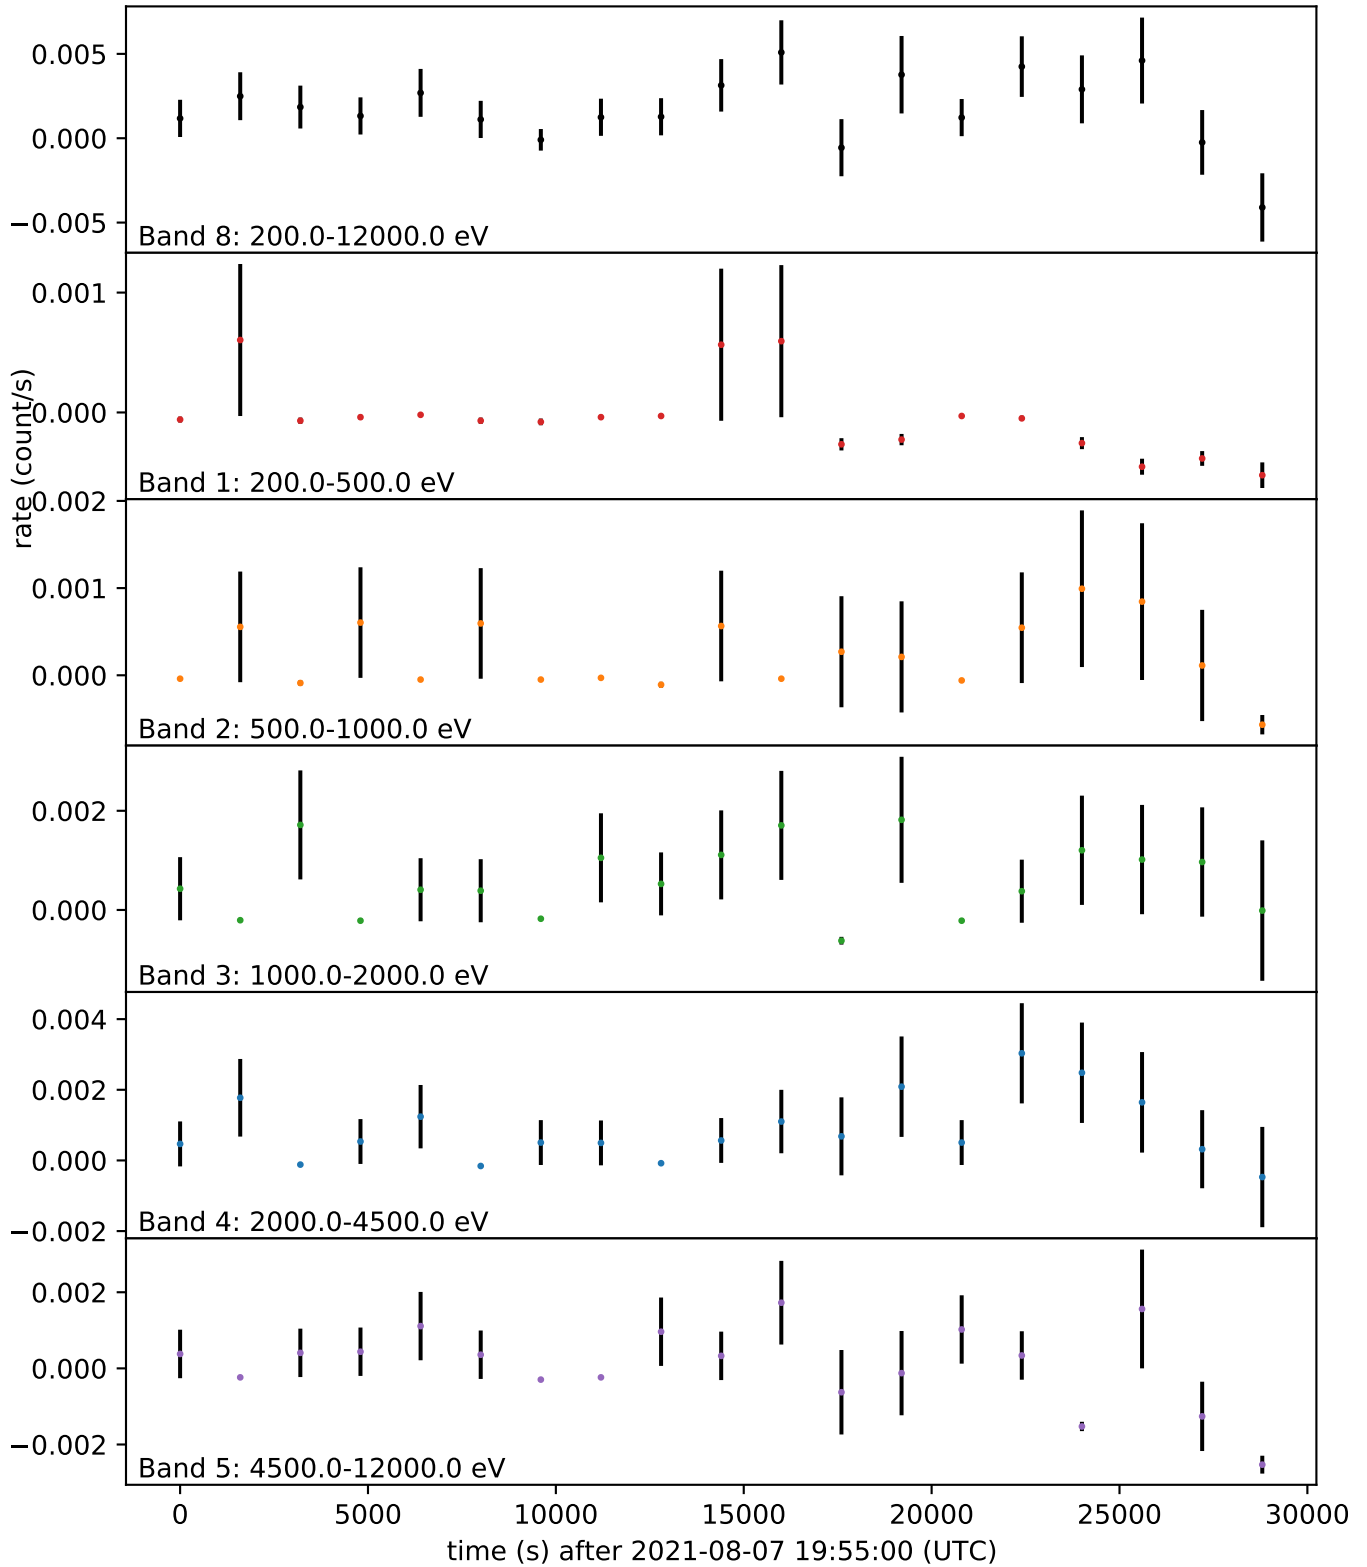 0.005
0.000
−0.005
Band 8: 200.0-12000.0 eV
0.001
0.000
Band 1: 200.0-500.0 eV
rate (count/s)
0.002
0.001
0.000
Band 2: 500.0-1000.0 eV
0.002
0.000
Band 3: 1000.0-2000.0 eV
0.004
0.002
0.000
−0.002
Band 4: 2000.0-4500.0 eV
0.002
0.000
−0.002
Band 5: 4500.0-12000.0 eV
0 5000 10000 15000 20000 25000 30000
time (s) after 2021-08-07 19:55:00 (UTC)